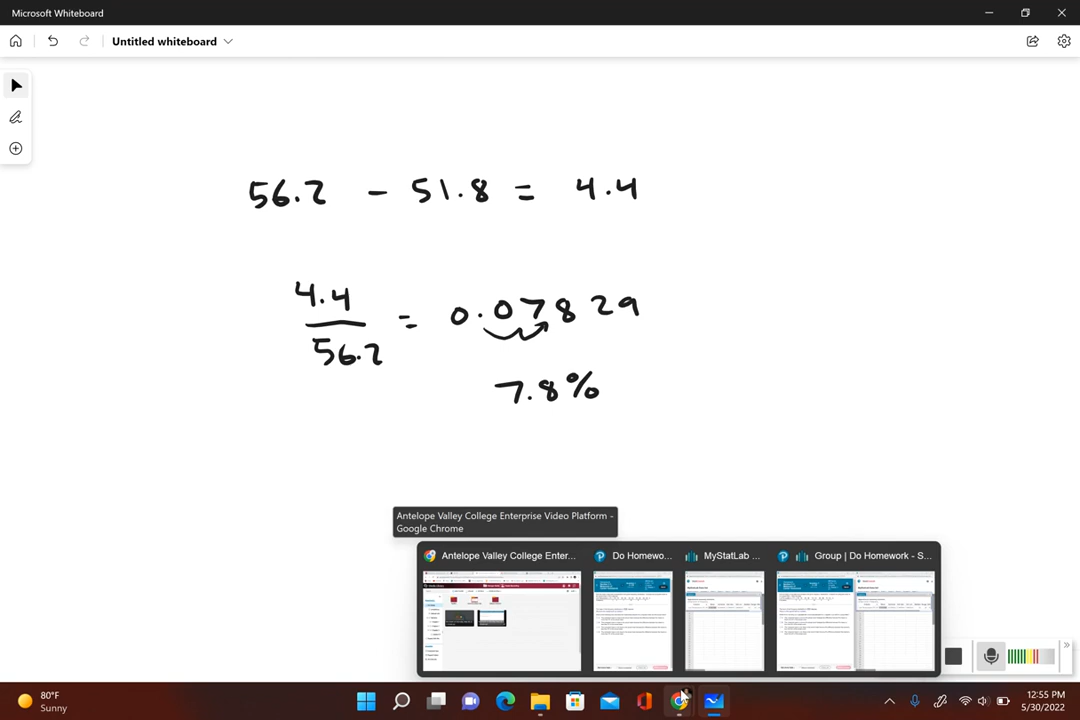 Microsoft Whiteboard
Untitled whiteboard
56.2 - 51.8 = 4.4
4.4
56.2
= 0.07829
7.8%
Antelope Valley College Enterprise Video Platform -
Google Chrome
Antelope Valley College Enter...
Do Homewo...
MyStatLab ...
Group | Do Homework - S...
80°F
Sunny
12:55 PM
5/30/2022